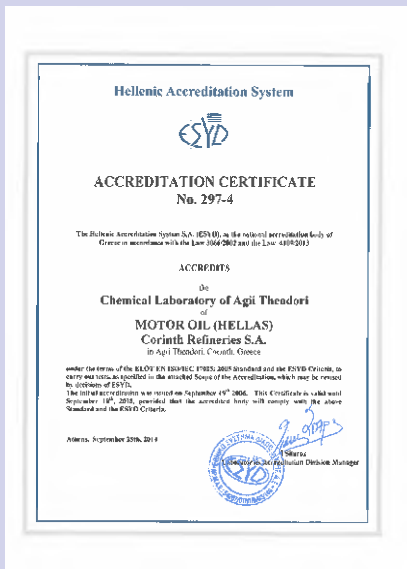 Hellenic Accreditation System
ESYD
ACCREDITATION CERTIFICATE
No. 297-4
The Hellenic Accreditation System S.A. (ESYD), as the national accreditation body of
Greece in accordance with the Law 3066/2002 and the Law 4109/2013
ACCREDITS
the
Chemical Laboratory of Agii Theodori
of
MOTOR OIL (HELLAS)
Corinth Refineries S.A.
in Agii Theodori, Corinth, Greece
under the terms of the ELOT EN ISO/IEC 17025: 2005 Standard and the ESYD Criteria, to
carry out tests, as specified in the attached Scope of the Accreditation, which may be revised
by decisions of ESYD.
The initial accreditation was issued on September 19th 2006. This Certificate is valid until
September 18th, 2018, provided that the accredited body will comply with the above
Standard and the ESYD Criteria.
Athens, September 25th, 2014
Laboratories Accreditation Division Manager